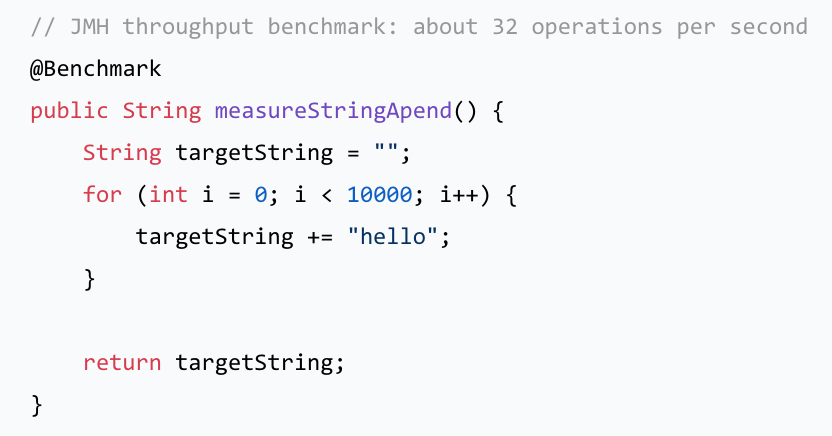 // JMH throughput benchmark: about 32 operations per second
@Benchmark
public String measureStringApend() {
    String targetString = "";
    for (int i = 0; i < 10000; i++) {
        targetString += "hello";
    }

    return targetString;
}